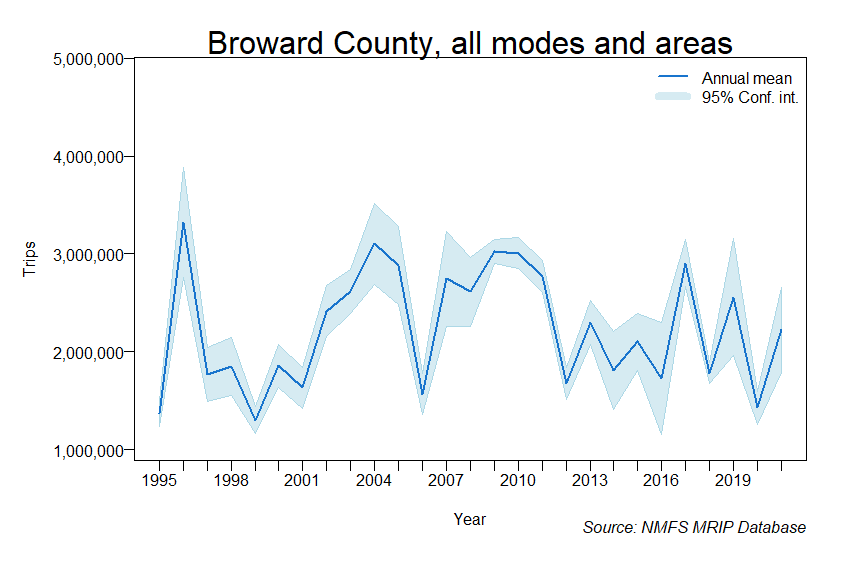 Broward County, all modes and areas
5,000,000
Annual mean
95% Conf. int.
4,000,000
3,000,000
Trips
2,000,000
1,000,000
1995 1998 2001 2004 2007 2010 2013 2016 2019
Year
Source: NMFS MRIP Database